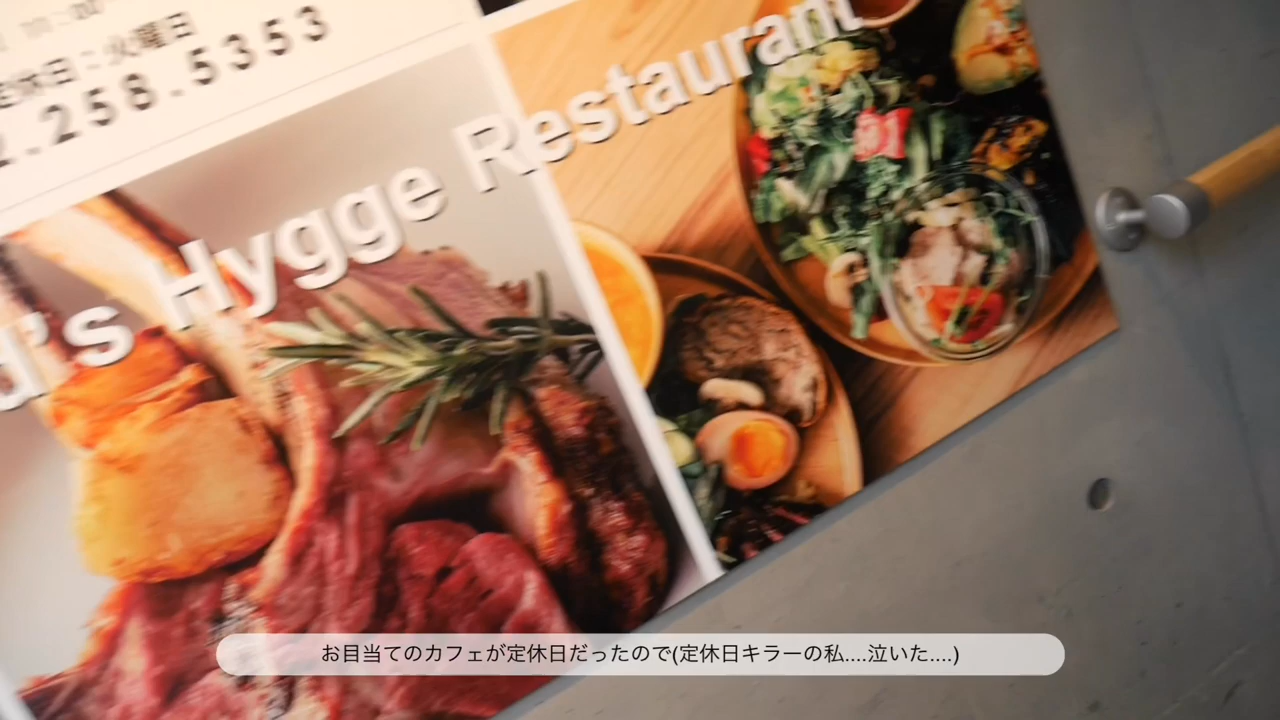 定休日：火曜日
2.258.5353
d's Hygge Restaurant
お目当てのカフェが定休日だったので(定休日キラーの私....泣いた....)